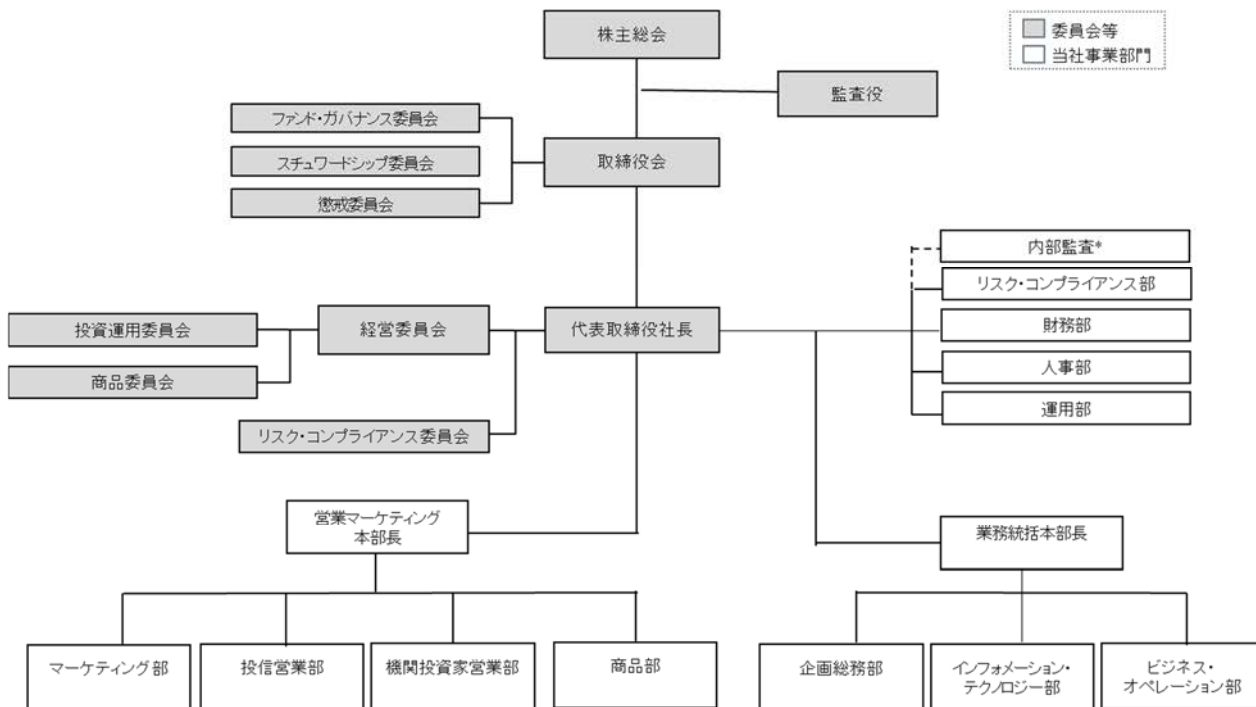 株主総会
委員会等
当社事業部門
監査役
ファンド・ガバナンス委員会
スチュワードシップ委員会
懲戒委員会
取締役会
内部監査*
リスク・コンプライアンス部
財務部
人事部
運用部
投資運用委員会
商品委員会
経営委員会
代表取締役社長
リスク・コンプライアンス委員会
営業マーケティング
本部長
業務統括本部長
マーケティング部
投信営業部
機関投資家営業部
商品部
企画総務部
インフォメーション・
テクノロジー部
ビジネス・
オペレーション部